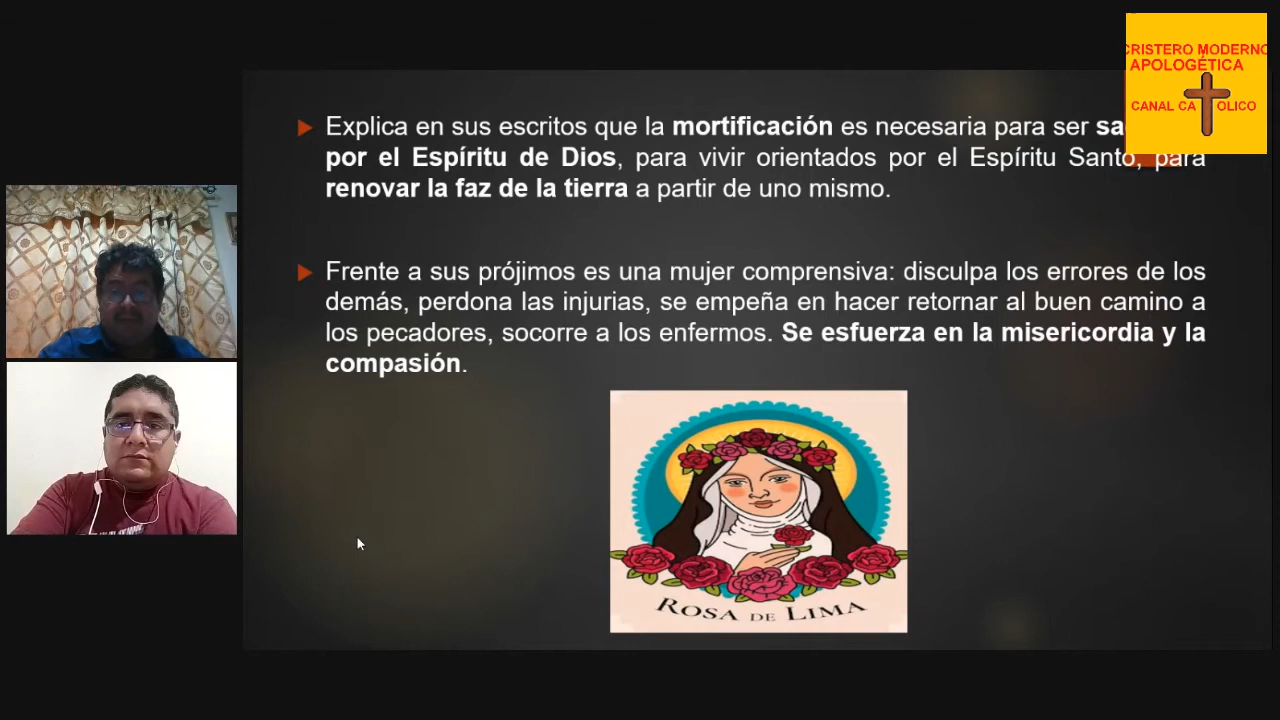 CRISTERO MODERNO
APOLOGÉTICA
CANAL CA OLICO
Explica en sus escritos que la mortificación es necesaria para ser
por el Espíritu de Dios, para vivir orientados por el Espíritu Santo, para
renovar la faz de la tierra a partir de uno mismo.
Frente a sus prójimos es una mujer comprensiva: disculpa los errores de los
demás, perdona las injurias, se empeña en hacer retornar al buen camino a
los pecadores, socorre a los enfermos. Se esfuerza en la misericordia y la
compasión.
ROSA DE LIMA